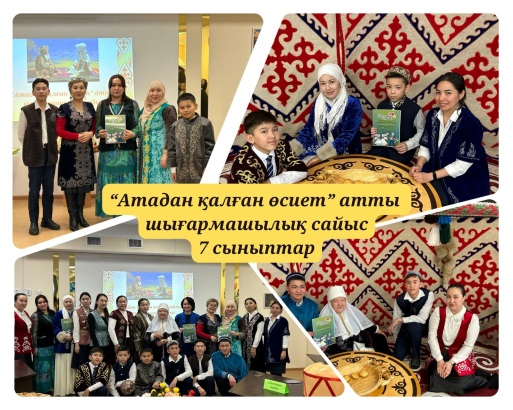 “Атадан қалған өсиет” атты
шығармашылық сайыс
7 сыныптар